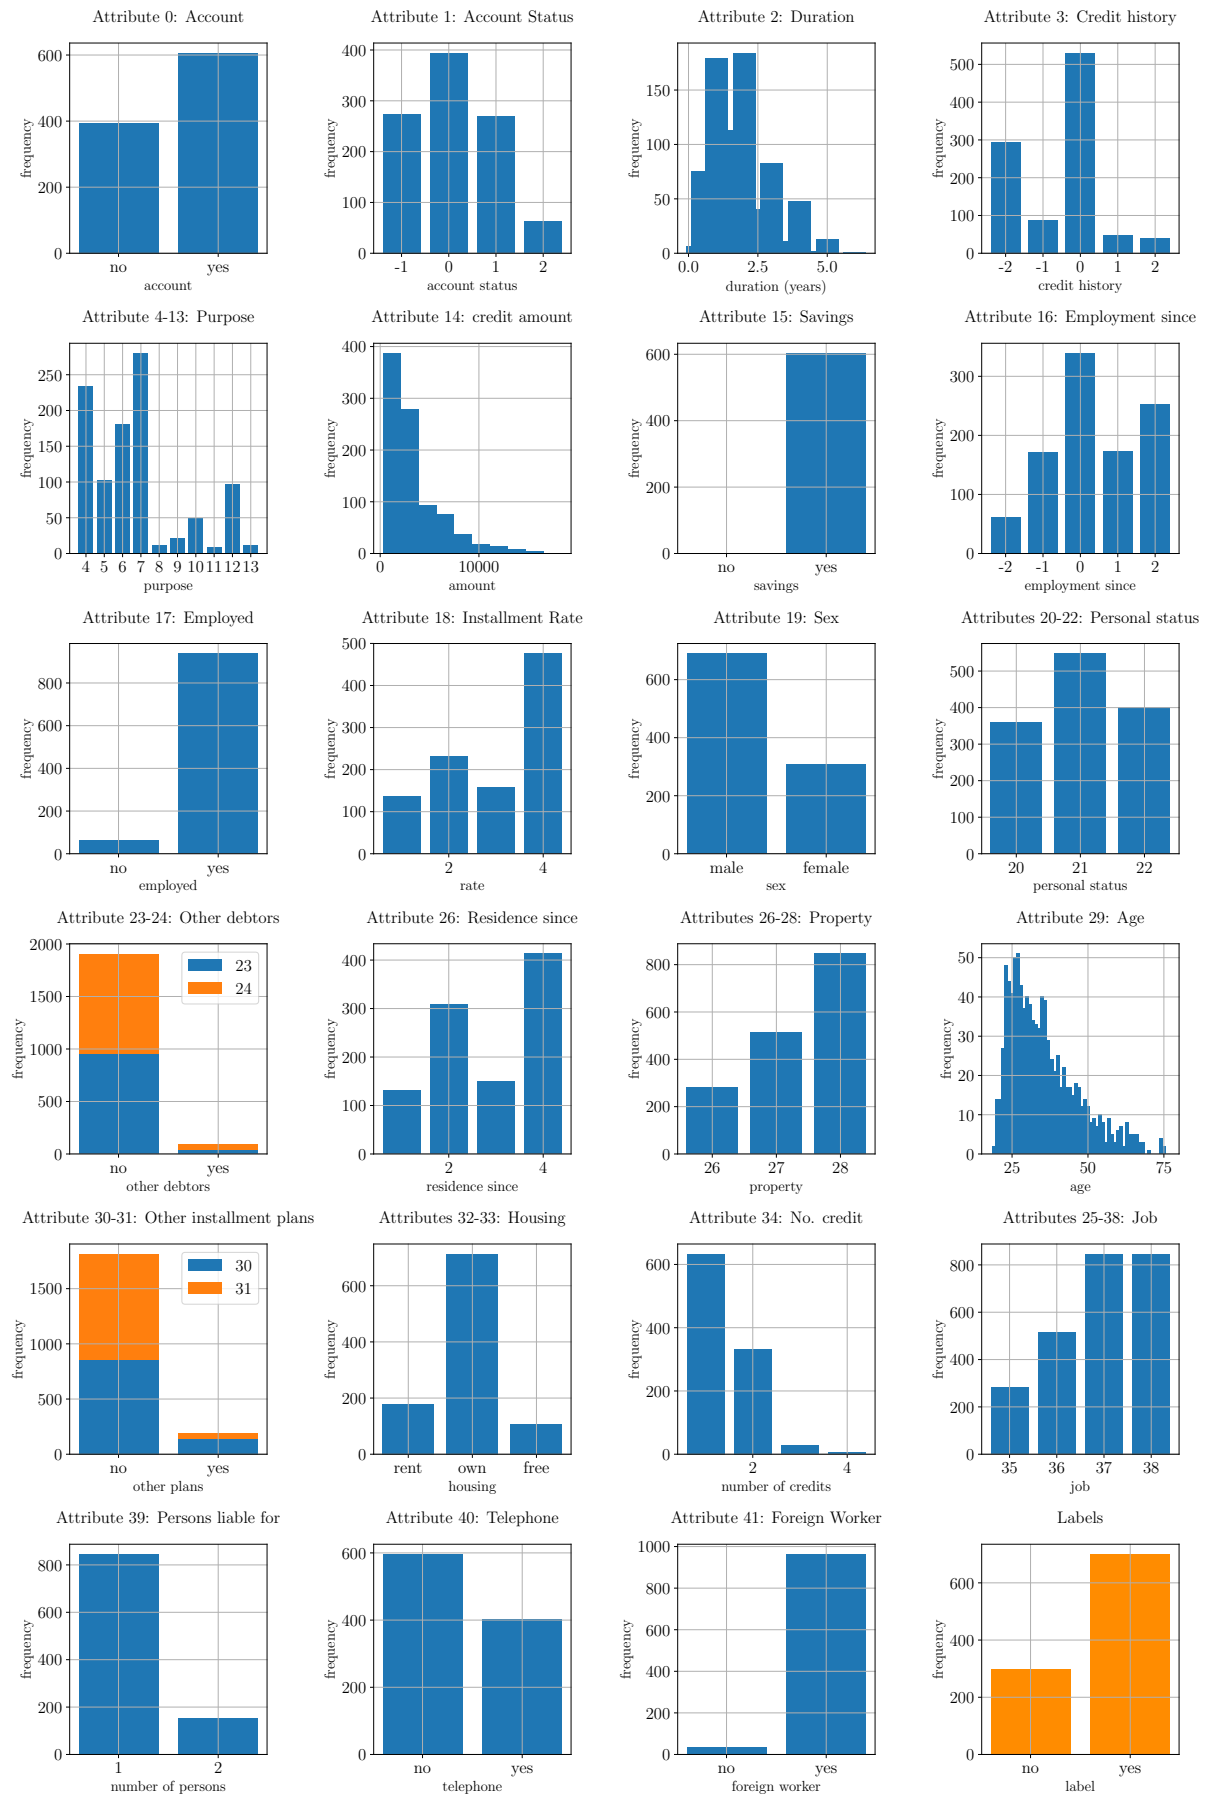 Attribute 0: Account
frequency
600
400
200
0
no yes
account
Attribute 1: Account Status
frequency
400
300
200
100
0
-1 0 1 2
account status
Attribute 2: Duration
frequency
150
100
50
0
0.0 2.5 5.0
duration (years)
Attribute 3: Credit history
frequency
500
400
300
200
100
0
-2 -1 0 1 2
credit history
Attribute 4-13: Purpose
frequency
250
200
150
100
50
0
4 5 6 7 8 9 10 11 12 13
purpose
Attribute 14: credit amount
frequency
400
300
200
100
0
0 10000
amount
Attribute 15: Savings
frequency
600
400
200
0
no yes
savings
Attribute 16: Employment since
frequency
300
200
100
0
-2 -1 0 1 2
employment since
Attribute 17: Employed
frequency
800
600
400
200
0
no yes
employed
Attribute 18: Installment Rate
frequency
500
400
300
200
100
0
2 4
rate
Attribute 19: Sex
frequency
600
400
200
0
male female
sex
Attributes 20-22: Personal status
frequency
500
400
300
200
100
0
20 21 22
personal status
Attribute 23-24: Other debtors
frequency
2000
1500
1000
500
0
23
24
no yes
other debtors
Attribute 26: Residence since
frequency
400
300
200
100
0
2 4
residence since
Attributes 26-28: Property
frequency
800
600
400
200
0
26 27 28
property
Attribute 29: Age
frequency
50
40
30
20
10
0
25 50 75
age
Attribute 30-31: Other installment plans
frequency
1500
1000
500
0
30
31
no yes
other plans
Attributes 32-33: Housing
frequency
600
400
200
0
rent own free
housing
Attribute 34: No. credit
frequency
600
400
200
0
2 4
number of credits
Attributes 25-38: Job
frequency
800
600
400
200
0
35 36 37 38
job
Attribute 39: Persons liable for
frequency
800
600
400
200
0
1 2
number of persons
Attribute 40: Telephone
frequency
600
400
200
0
no yes
telephone
Attribute 41: Foreign Worker
frequency
1000
800
600
400
200
0
no yes
foreign worker
Labels
frequency
600
400
200
0
no yes
label